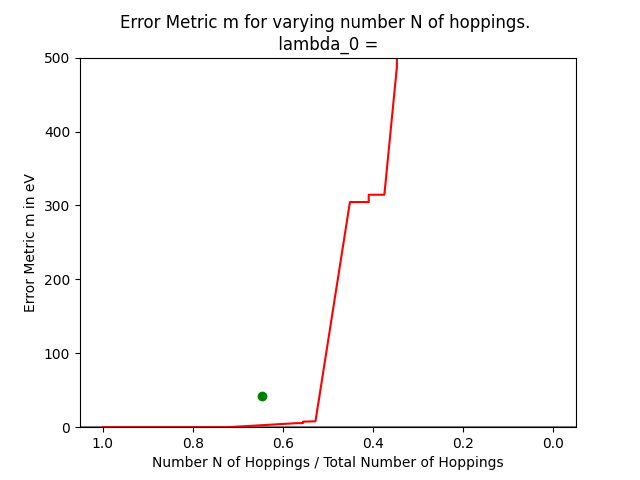 Error Metric m for varying number N of hoppings.
lambda_0 =
500
400
300
200
100
0
Error Metric m in eV
1.0 0.8 0.6 0.4 0.2 0.0
Number N of Hoppings / Total Number of Hoppings